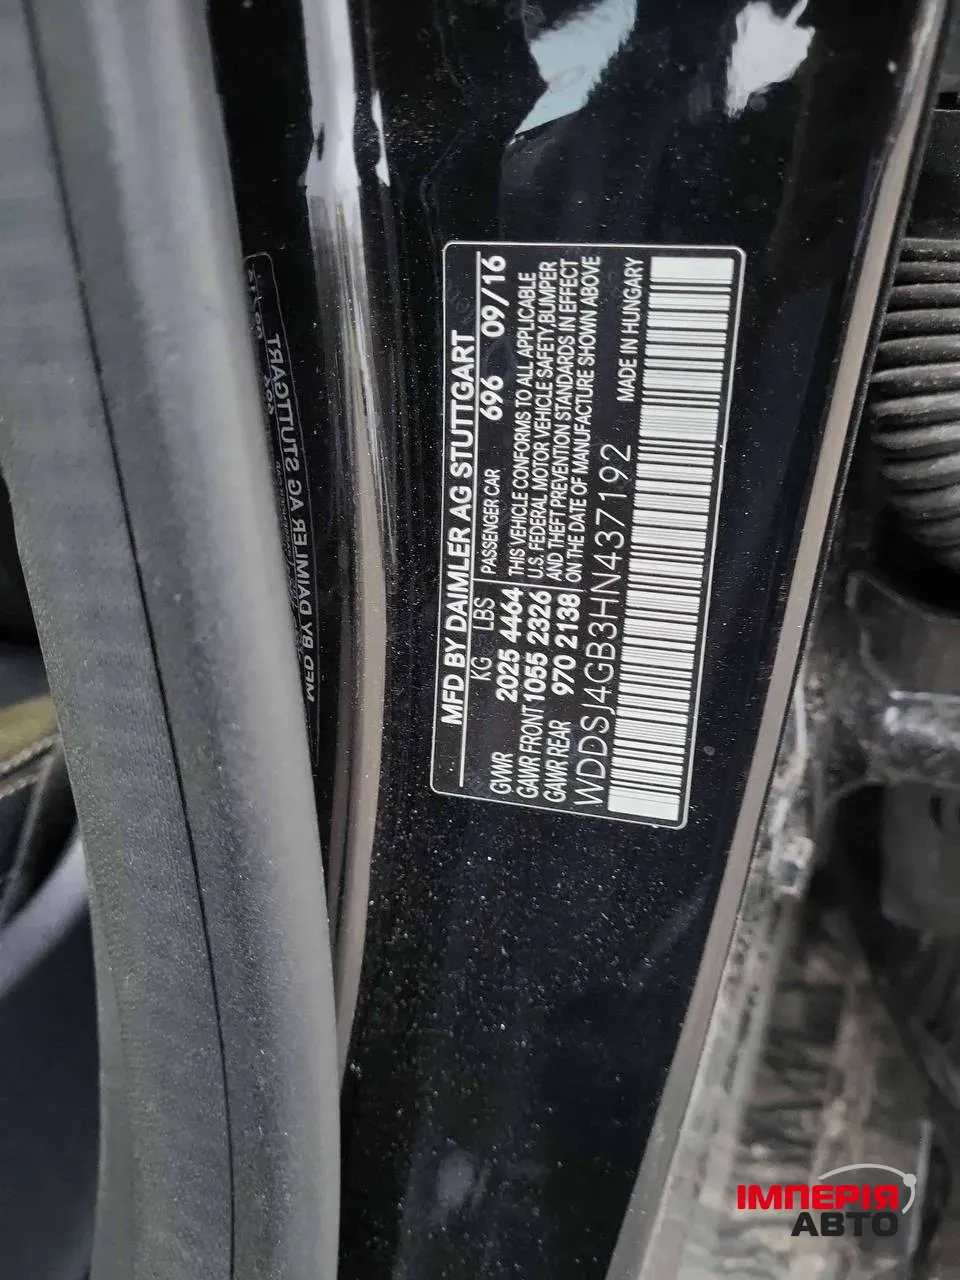 MFD BY DAIMLER AG STUTTGART
KG LBS PASSENGER CAR 696 09/16
GVWR 2025 4464 THIS VEHICLE CONFORMS TO ALL APPLICABLE
GAWR FRONT 1055 2326 U.S. FEDERAL MOTOR VEHICLE SAFETY, BUMPER
GAWR REAR 970 2138 AND THEFT PREVENTION STANDARDS IN EFFECT
ON THE DATE OF MANUFACTURE SHOWN ABOVE
WDDSJ4GB3HN437192 MADE IN HUNGARY
MFD BY DAIMLER AG STUTTGART
ІМПЕРІЯ
АВТО